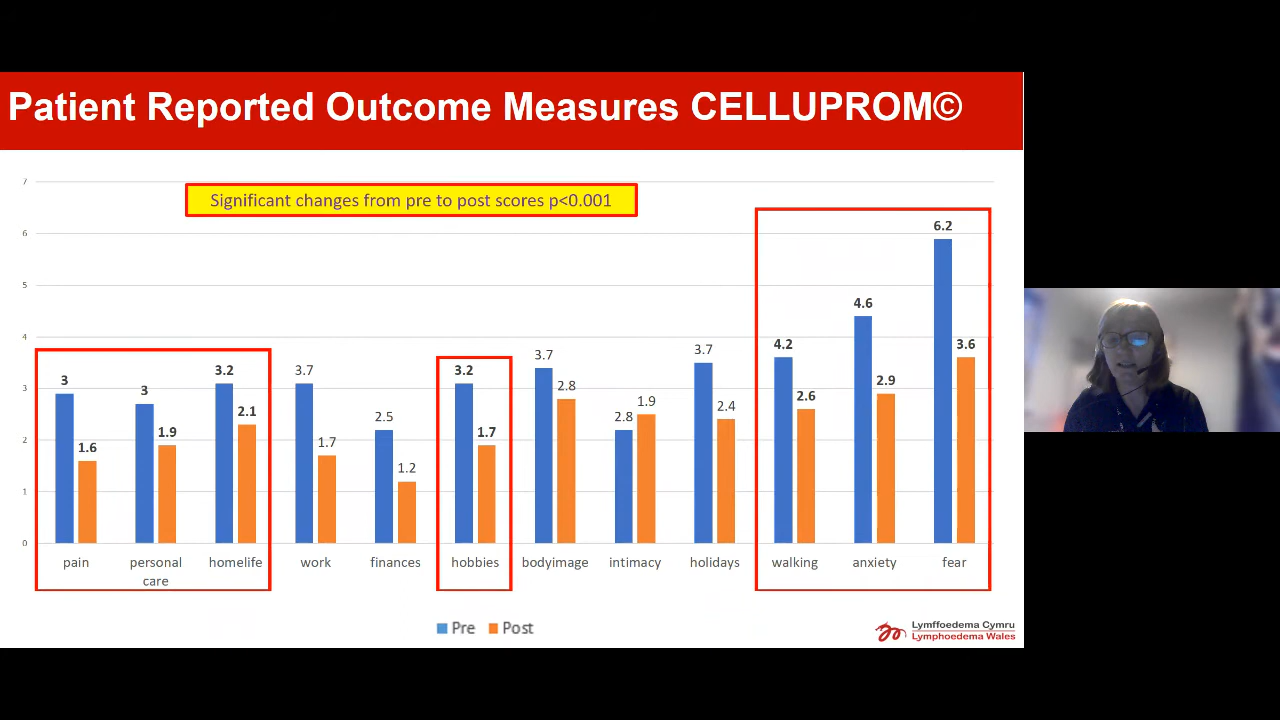 Patient Reported Outcome Measures CELLUPROM©
Significant changes from pre to post scores p<0.001
7
6
5
4
3
2
1
0
3
1.6
3
1.9
3.2
2.1
3.7
1.7
2.5
1.2
3.2
1.7
3.7
2.8
2.8
1.9
3.7
2.4
4.2
2.6
4.6
2.9
6.2
3.6
pain
personal
care
homelife
work
finances
hobbies
bodyimage
intimacy
holidays
walking
anxiety
fear
Pre
Post
Lymffoedema Cymru
Lymphoedema Wales